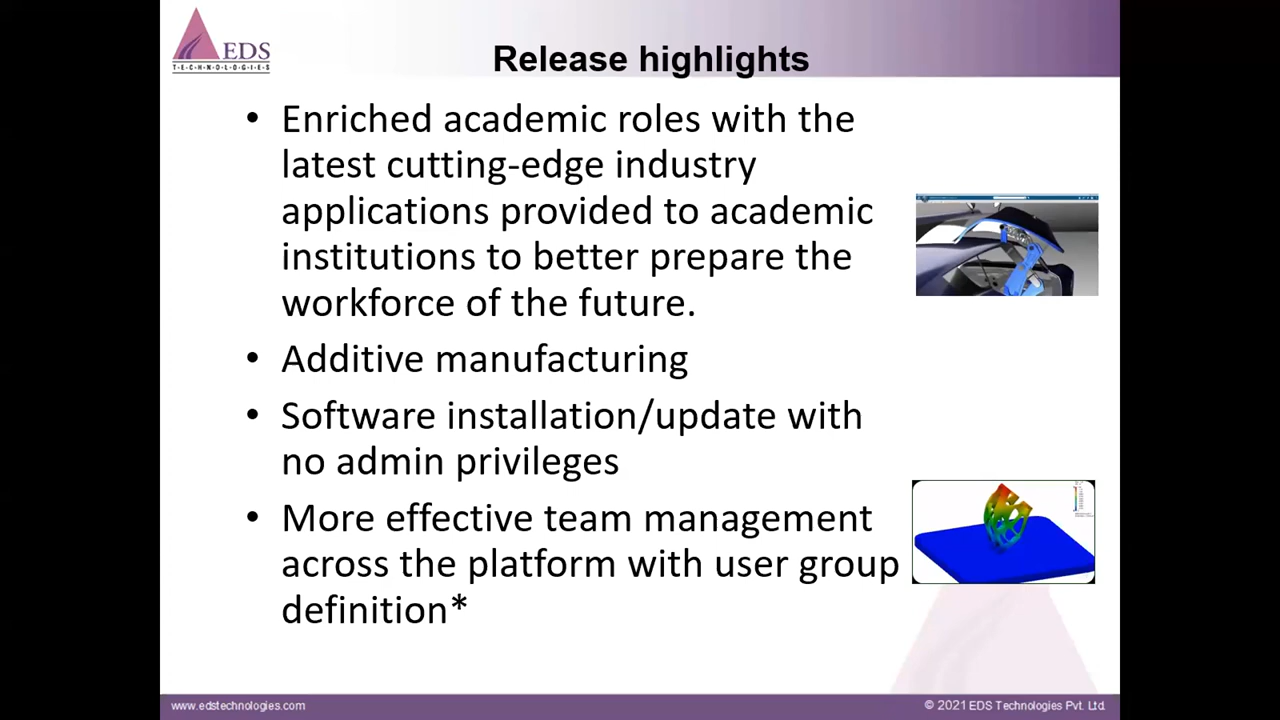 EDS
TECHNOLOGIES
Release highlights
• Enriched academic roles with the
latest cutting-edge industry
applications provided to academic
institutions to better prepare the
workforce of the future.
• Additive manufacturing
• Software installation/update with
no admin privileges
• More effective team management
across the platform with user group
definition*
www.edstechnologies.com
© 2021 EDS Technologies Pvt. Ltd.